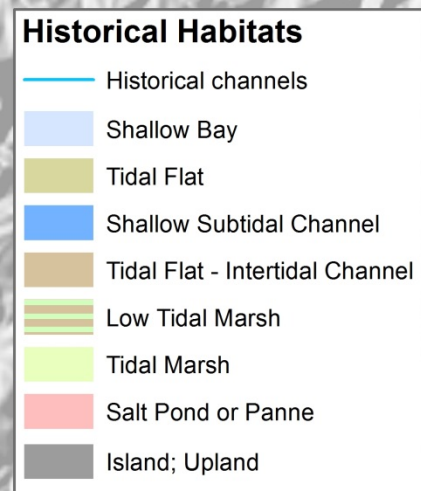 Historical Habitats
Historical channels
Shallow Bay
Tidal Flat
Shallow Subtidal Channel
Tidal Flat - Intertidal Channel
Low Tidal Marsh
Tidal Marsh
Salt Pond or Panne
Island; Upland